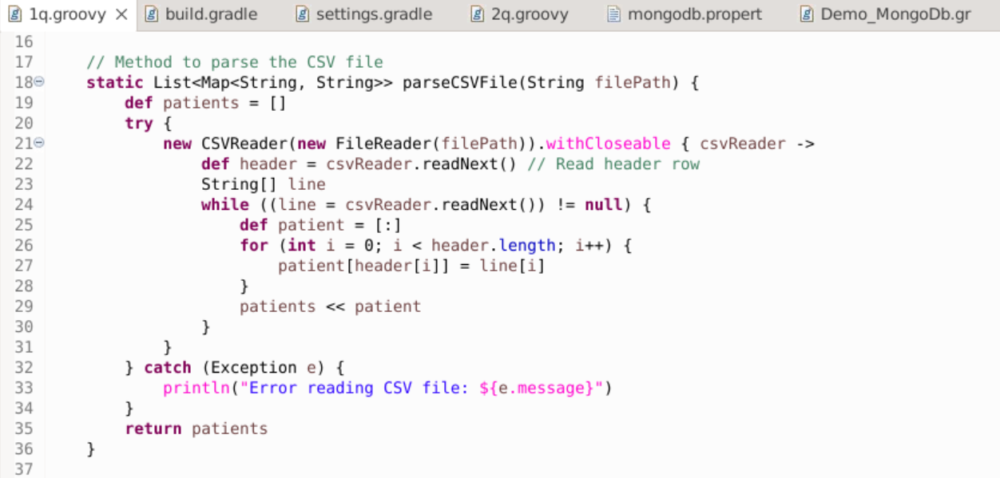 1q.groovy build.gradle settings.gradle 2q.groovy mongodb.propert Demo_MongoDb.gr
16
17 // Method to parse the CSV file
18 static List<Map<String, String>> parseCSVFile(String filePath) {
19 def patients = []
20 try {
21 new CSVReader(new FileReader(filePath)).withCloseable { csvReader ->
22 def header = csvReader.readNext() // Read header row
23 String[] line
24 while ((line = csvReader.readNext()) != null) {
25 def patient = [:]
26 for (int i = 0; i < header.length; i++) {
27 patient[header[i]] = line[i]
28 }
29 patients << patient
30 }
31 }
32 } catch (Exception e) {
33 println("Error reading CSV file: ${e.message}")
34 }
35 return patients
36 }
37